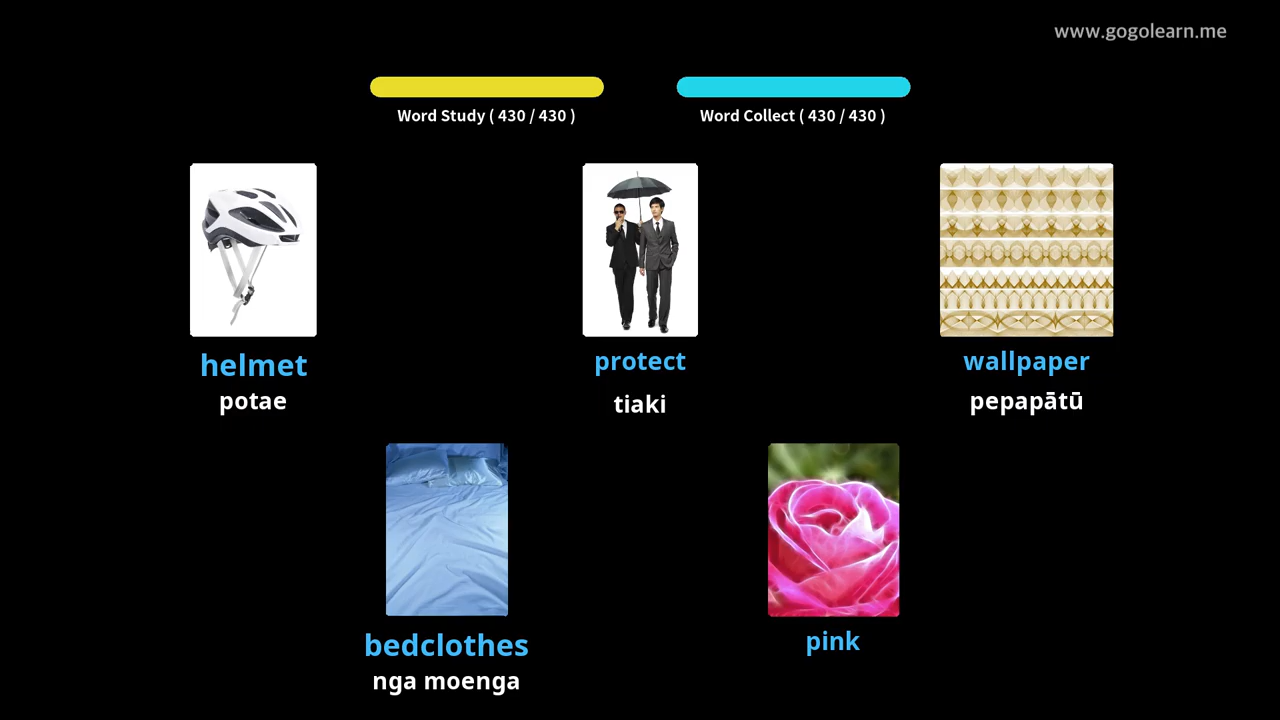 www.gogolearn.me
Word Study ( 430 / 430 )
Word Collect ( 430 / 430 )
helmet
potae
protect
tiaki
wallpaper
pepapātū
bedclothes
nga moenga
pink